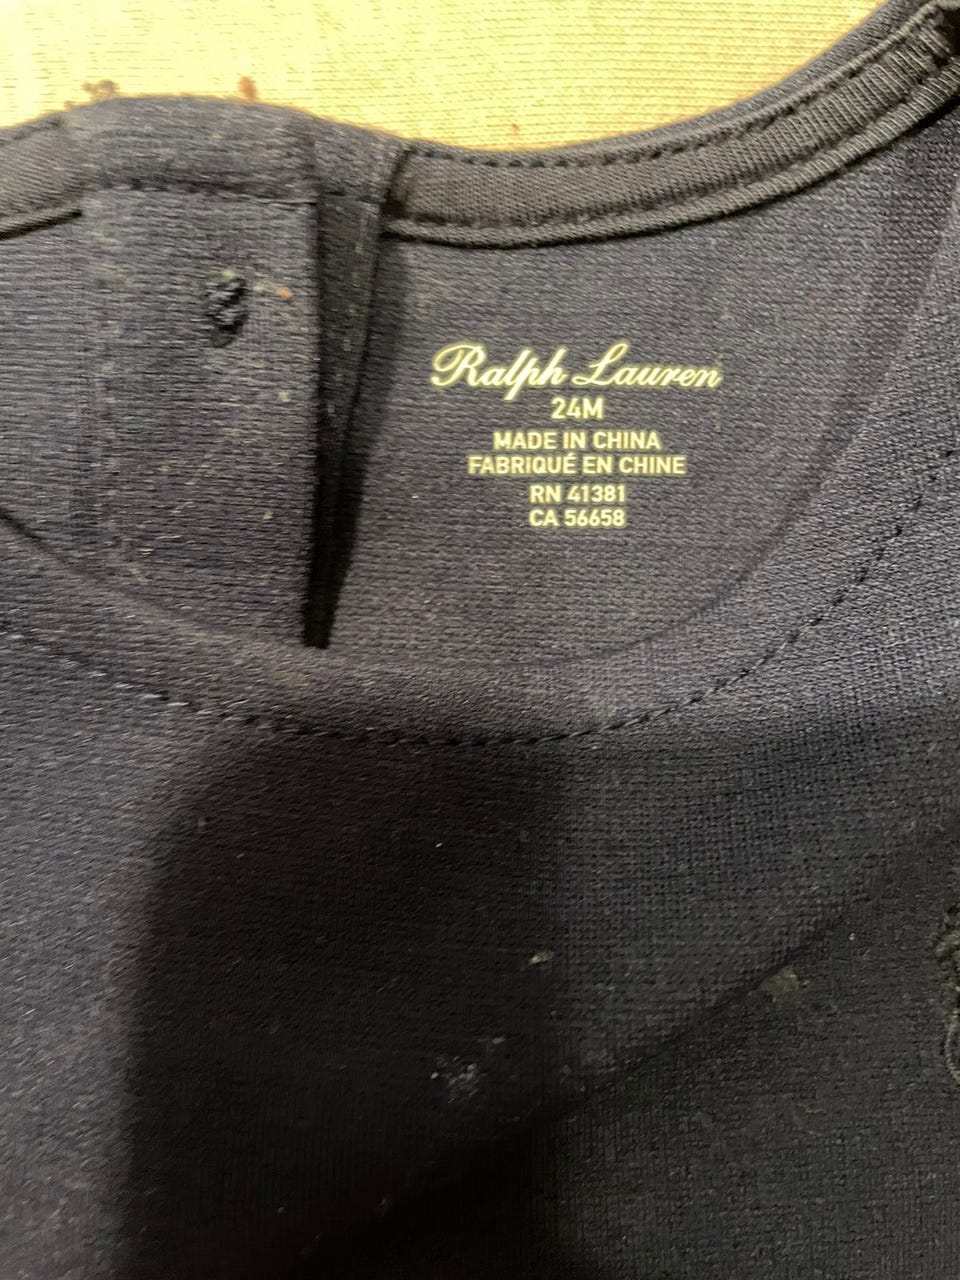 Ralph Lauren
24M
MADE IN CHINA
FABRIQUÉ EN CHINE
RN 41381
CA 56658